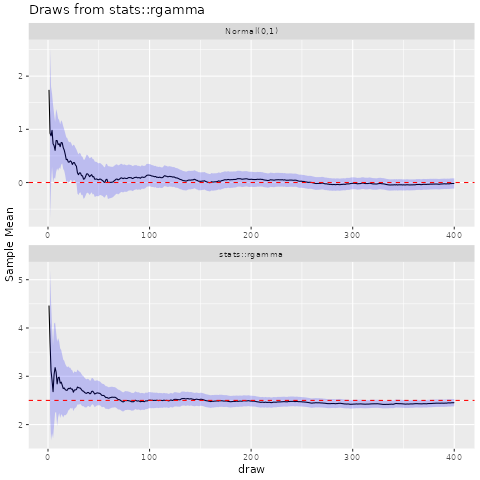 Draws from stats::rgamma
Normal(0,1)
2
1
0
0 100 200 300 400
Sample Mean
stats::rgamma
5
4
3
2
0 100 200 300 400
draw